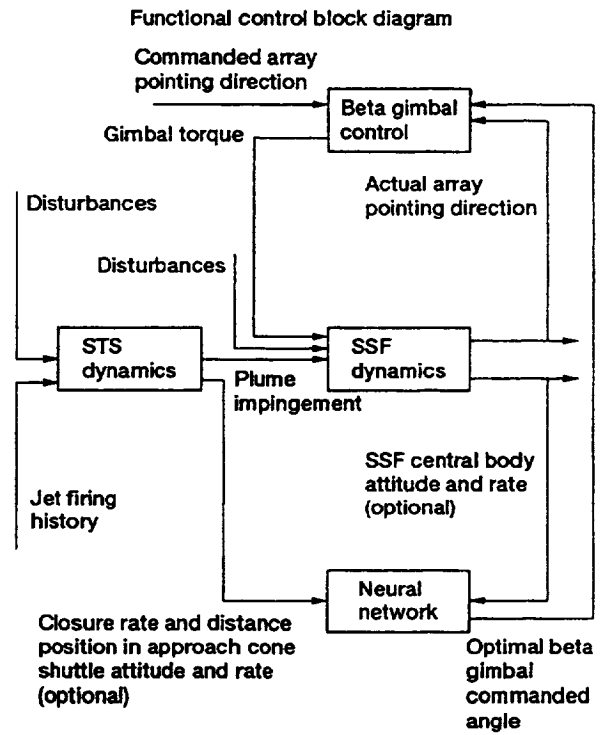 Functional control block diagram
Commanded array
pointing direction
Beta gimbal
control
Gimbal torque
Actual array
pointing direction
Disturbances
Disturbances
STS
dynamics
SSF
dynamics
Plume
impingement
SSF central body
attitude and rate
(optional)
Jet firing
history
Neural
network
Closure rate and distance
position in approach cone
shuttle attitude and rate
(optional)
Optimal beta
gimbal
commanded
angle